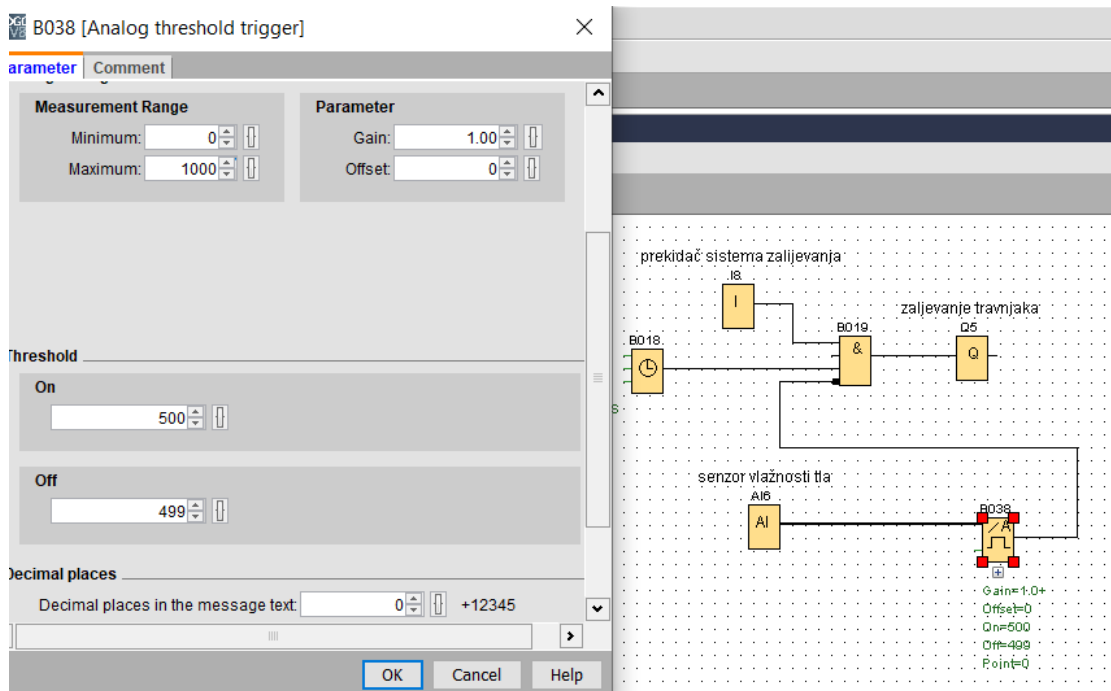 B038 [Analog threshold trigger]
arameter Comment
Measurement Range
Minimum: 0
Maximum: 1000
Parameter
Gain: 1.00
Offset: 0
Threshold
On
500
Off
499
Decimal places
Decimal places in the message text: 0 +12345
OK Cancel Help
prekidač sistema zalijevanja
I8
I
zaljevanje travnjaka
B018
B019
&
Q5
Q
s
senzor vlažnosti tla
AI6
AI
B038
A
Gain=1.0+
Offset=0
On=500
Off=499
Point=0